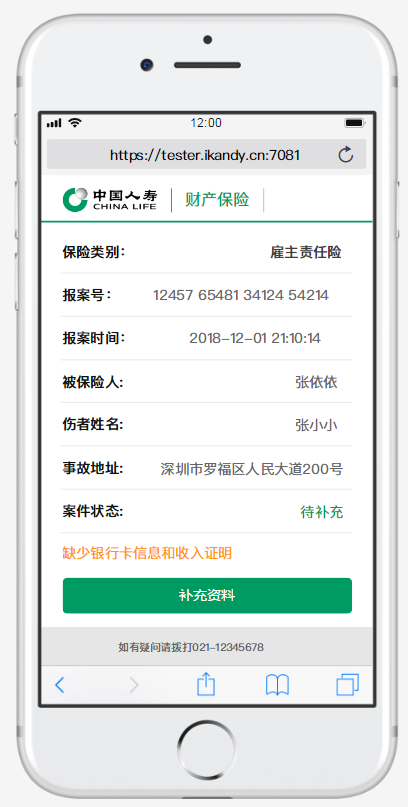 12:00
https://tester.ikandy.cn:7081
中国人寿 CHINA LIFE 财产保险
保险类别： 雇主责任险
报案号： 12457 65481 34124 54214
报案时间： 2018-12-01 21:10:14
被保险人: 张依依
伤者姓名: 张小小
事故地址: 深圳市罗福区人民大道200号
案件状态: 待补充
缺少银行卡信息和收入证明
补充资料
如有疑问请拨打021-12345678